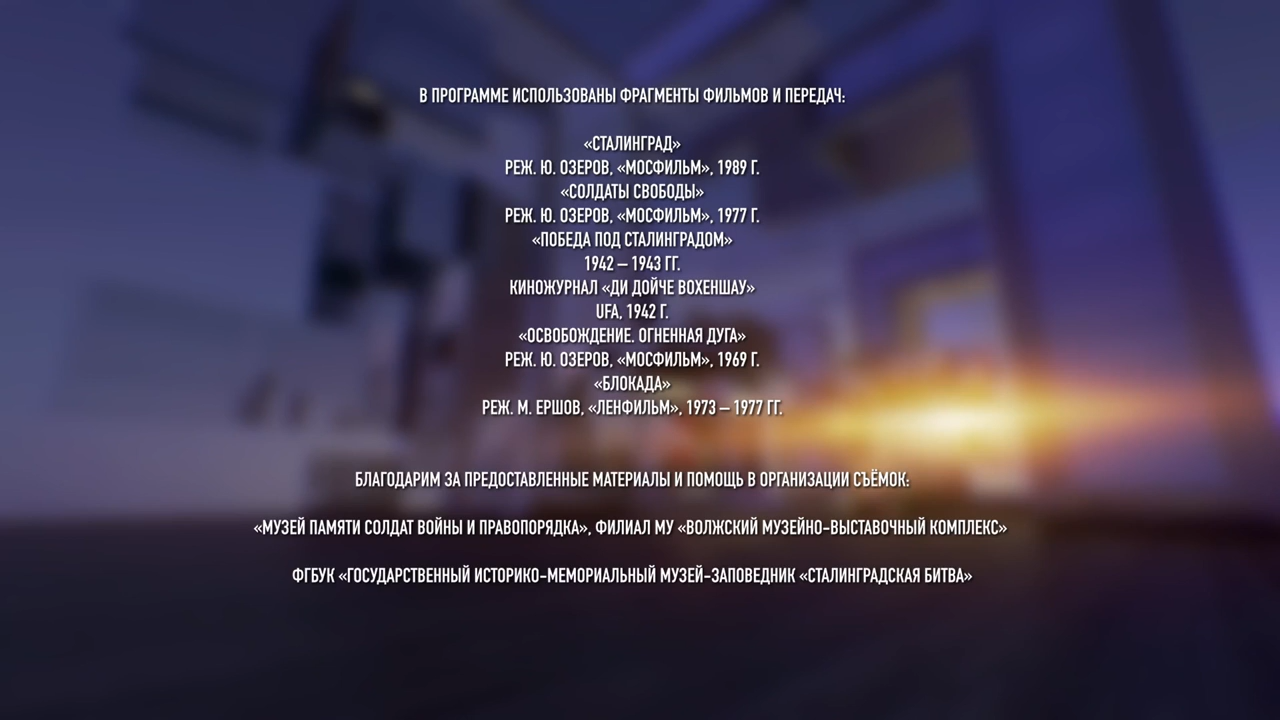 В ПРОГРАММЕ ИСПОЛЬЗОВАНЫ ФРАГМЕНТЫ ФИЛЬМОВ И ПЕРЕДАЧ:
«СТАЛИНГРАД»
РЕЖ. Ю. ОЗЕРОВ, «МОСФИЛЬМ», 1989 Г.
«СОЛДАТЫ СВОБОДЫ»
РЕЖ. Ю. ОЗЕРОВ, «МОСФИЛЬМ», 1977 Г.
«ПОБЕДА ПОД СТАЛИНГРАДОМ»
1942 – 1943 ГГ.
КИНОЖУРНАЛ «ДИ ДОЙЧЕ ВОХЕНШАУ»
UFA, 1942 Г.
«ОСВОБОЖДЕНИЕ. ОГНЕННАЯ ДУГА»
РЕЖ. Ю. ОЗЕРОВ, «МОСФИЛЬМ», 1969 Г.
«БЛОКАДА»
РЕЖ. М. ЕРШОВ, «ЛЕНФИЛЬМ», 1973 – 1977 ГГ.
БЛАГОДАРИМ ЗА ПРЕДОСТАВЛЕННЫЕ МАТЕРИАЛЫ И ПОМОЩЬ В ОРГАНИЗАЦИИ СЪЁМОК:
«МУЗЕЙ ПАМЯТИ СОЛДАТ ВОЙНЫ И ПРАВОПОРЯДКА», ФИЛИАЛ МУ «ВОЛЖСКИЙ МУЗЕЙНО-ВЫСТАВОЧНЫЙ КОМПЛЕКС»
ФГБУК «ГОСУДАРСТВЕННЫЙ ИСТОРИКО-МЕМОРИАЛЬНЫЙ МУЗЕЙ-ЗАПОВЕДНИК «СТАЛИНГРАДСКАЯ БИТВА»